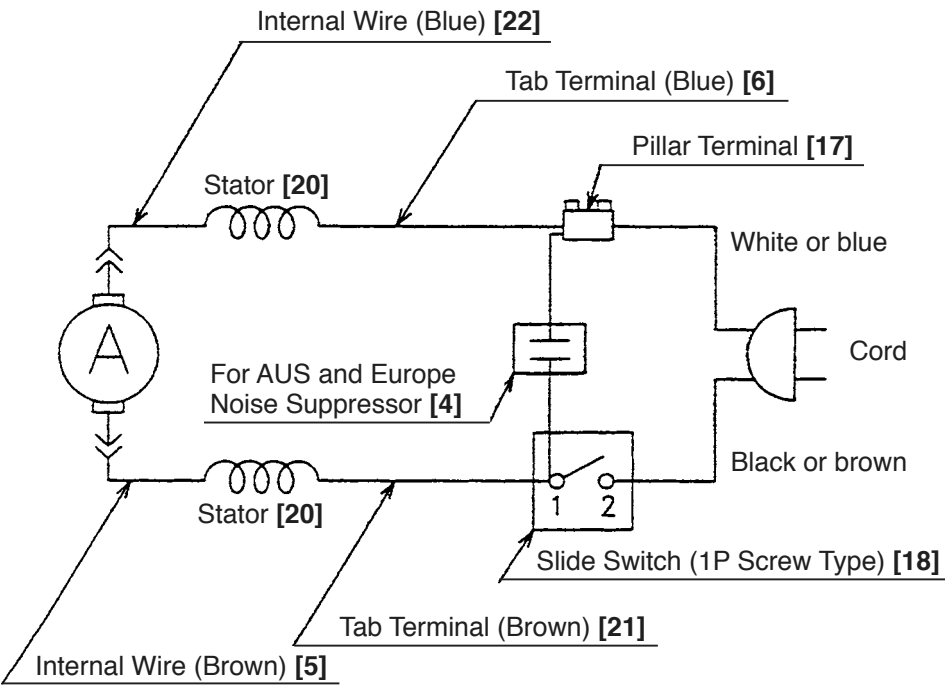 Internal Wire (Blue) [22]
Tab Terminal (Blue) [6]
Pillar Terminal [17]
Stator [20]
White or blue
A
Cord
For AUS and Europe
Noise Suppressor [4]
Black or brown
1 2
Stator [20]
Slide Switch (1P Screw Type) [18]
Tab Terminal (Brown) [21]
Internal Wire (Brown) [5]